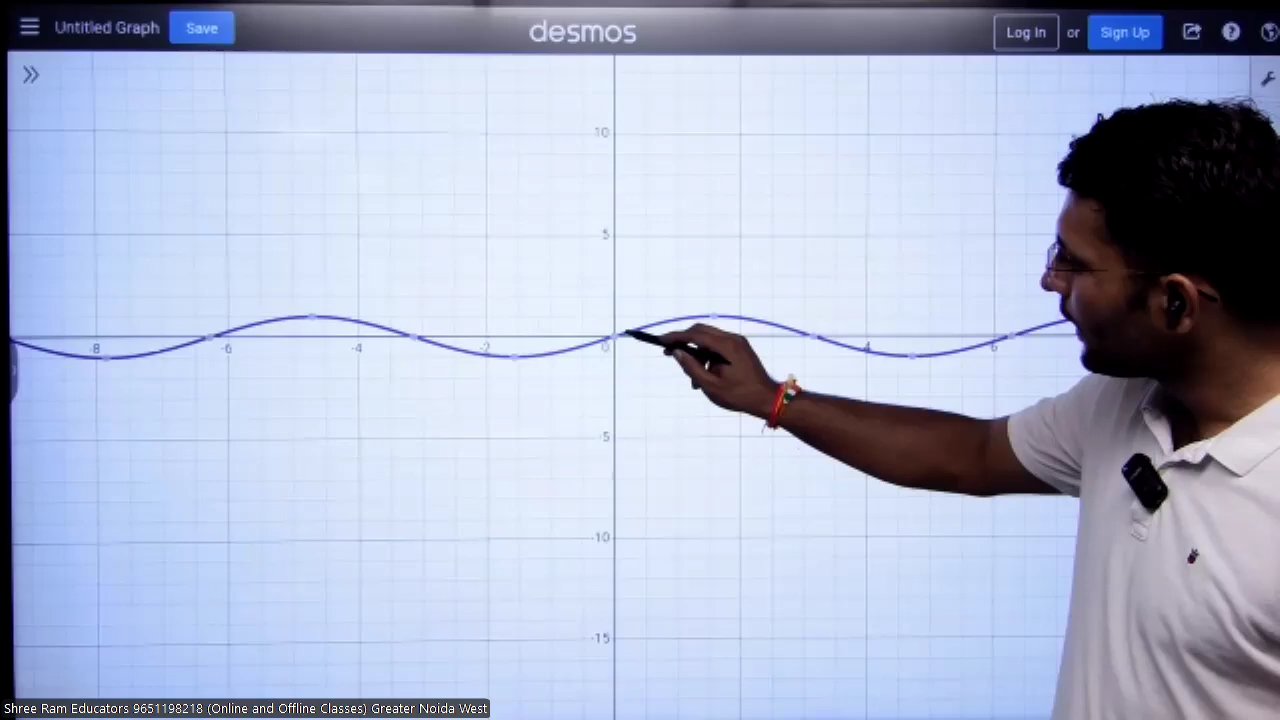 Untitled Graph Save desmos Log In or Sign Up
10
5
-8 -6 -4 -2 0 4 6
-5
-10
-15
Shree Ram Educators 9651198218 (Online and Offline Classes) Greater Noida West